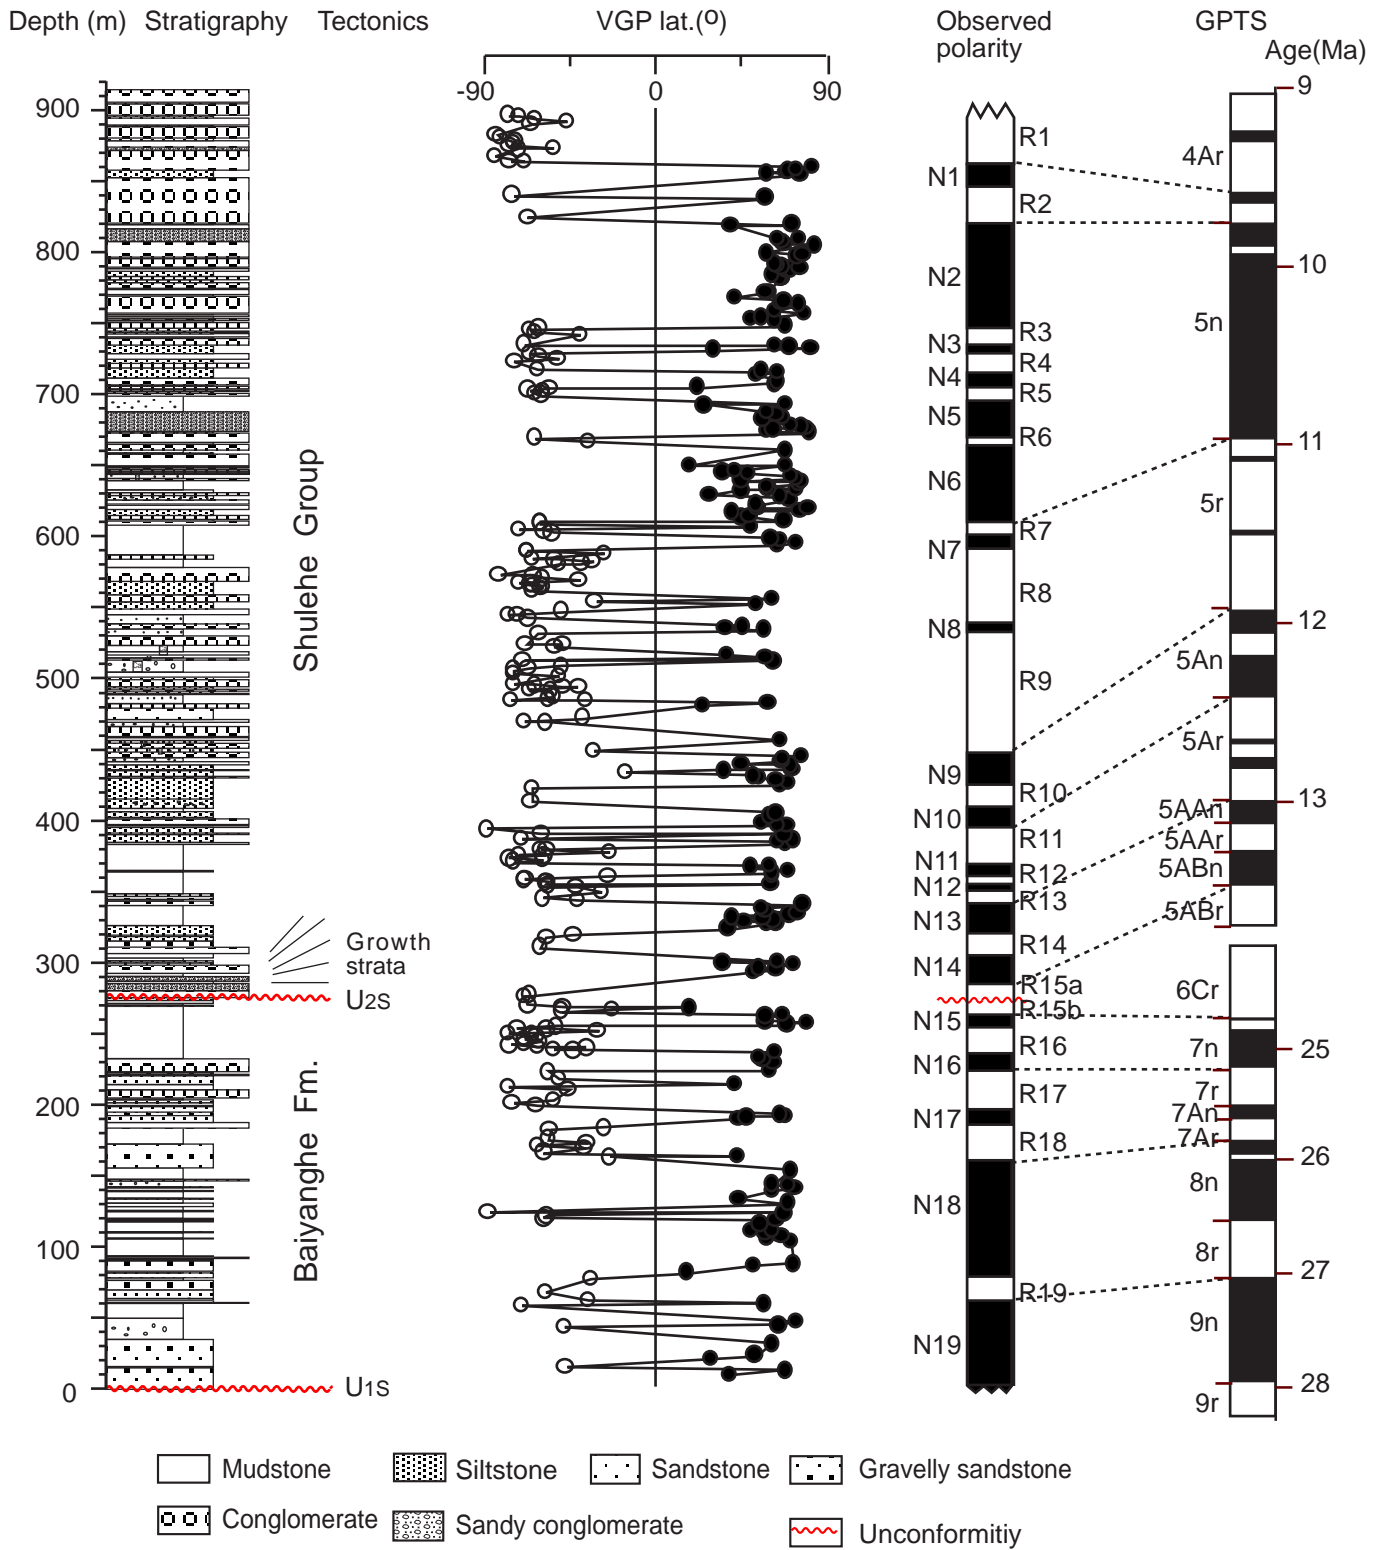 Depth (m) Stratigraphy Tectonics VGP lat.(o) Observed polarity GPTS Age(Ma)
-90 0 90
900
800
700
600
500
400
300
200
100
0
Shulehe Group
Baiyanghe Fm.
Growth
strata
U2S
U1S
N1
N2
N3
N4
N5
N6
N7
N8
N9
N10
N11
N12
N13
N14
N15
N16
N17
N18
N19
R1
R2
R3
R4
R5
R6
R7
R8
R9
R10
R11
R12
R13
R14
R15a
R15b
R16
R17
R18
R19
4Ar
5n
5r
5An
5Ar
5AAn
5AAr
5ABn
5ABr
6Cr
7n
7r
7An
7Ar
8n
8r
9n
9r
9
10
11
12
13
25
26
27
28
Mudstone Siltstone Sandstone Gravelly sandstone
Conglomerate Sandy conglomerate Unconformitiy